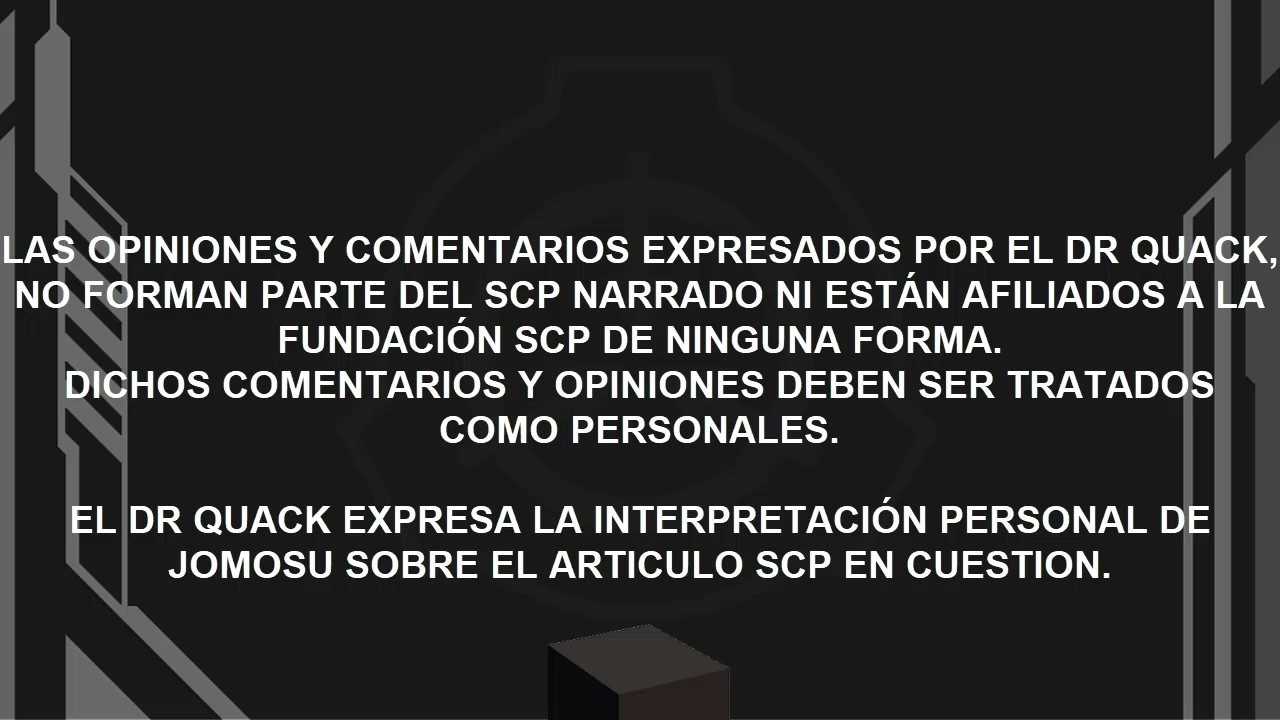 LAS OPINIONES Y COMENTARIOS EXPRESADOS POR EL DR QUACK,
NO FORMAN PARTE DEL SCP NARRADO NI ESTÁN AFILIADOS A LA
FUNDACIÓN SCP DE NINGUNA FORMA.
DICHOS COMENTARIOS Y OPINIONES DEBEN SER TRATADOS
COMO PERSONALES.
EL DR QUACK EXPRESA LA INTERPRETACIÓN PERSONAL DE
JOMOSU SOBRE EL ARTICULO SCP EN CUESTION.